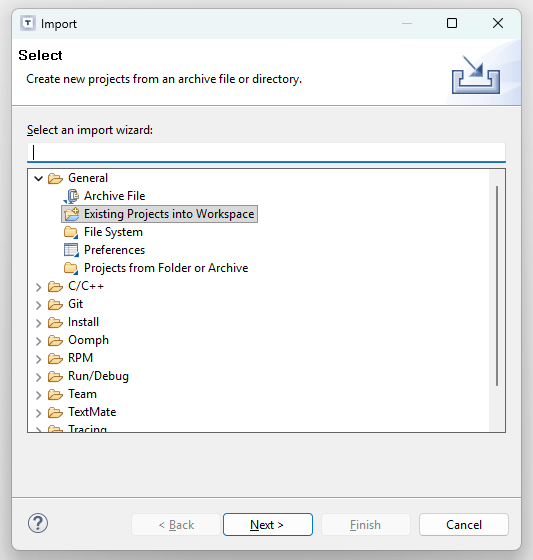 T Import
Select
Create new projects from an archive file or directory.
Select an import wizard:
General
Archive File
Existing Projects into Workspace
File System
Preferences
Projects from Folder or Archive
C/C++
Git
Install
Oomph
RPM
Run/Debug
Team
TextMate
Tracing
? < Back Next > Finish Cancel